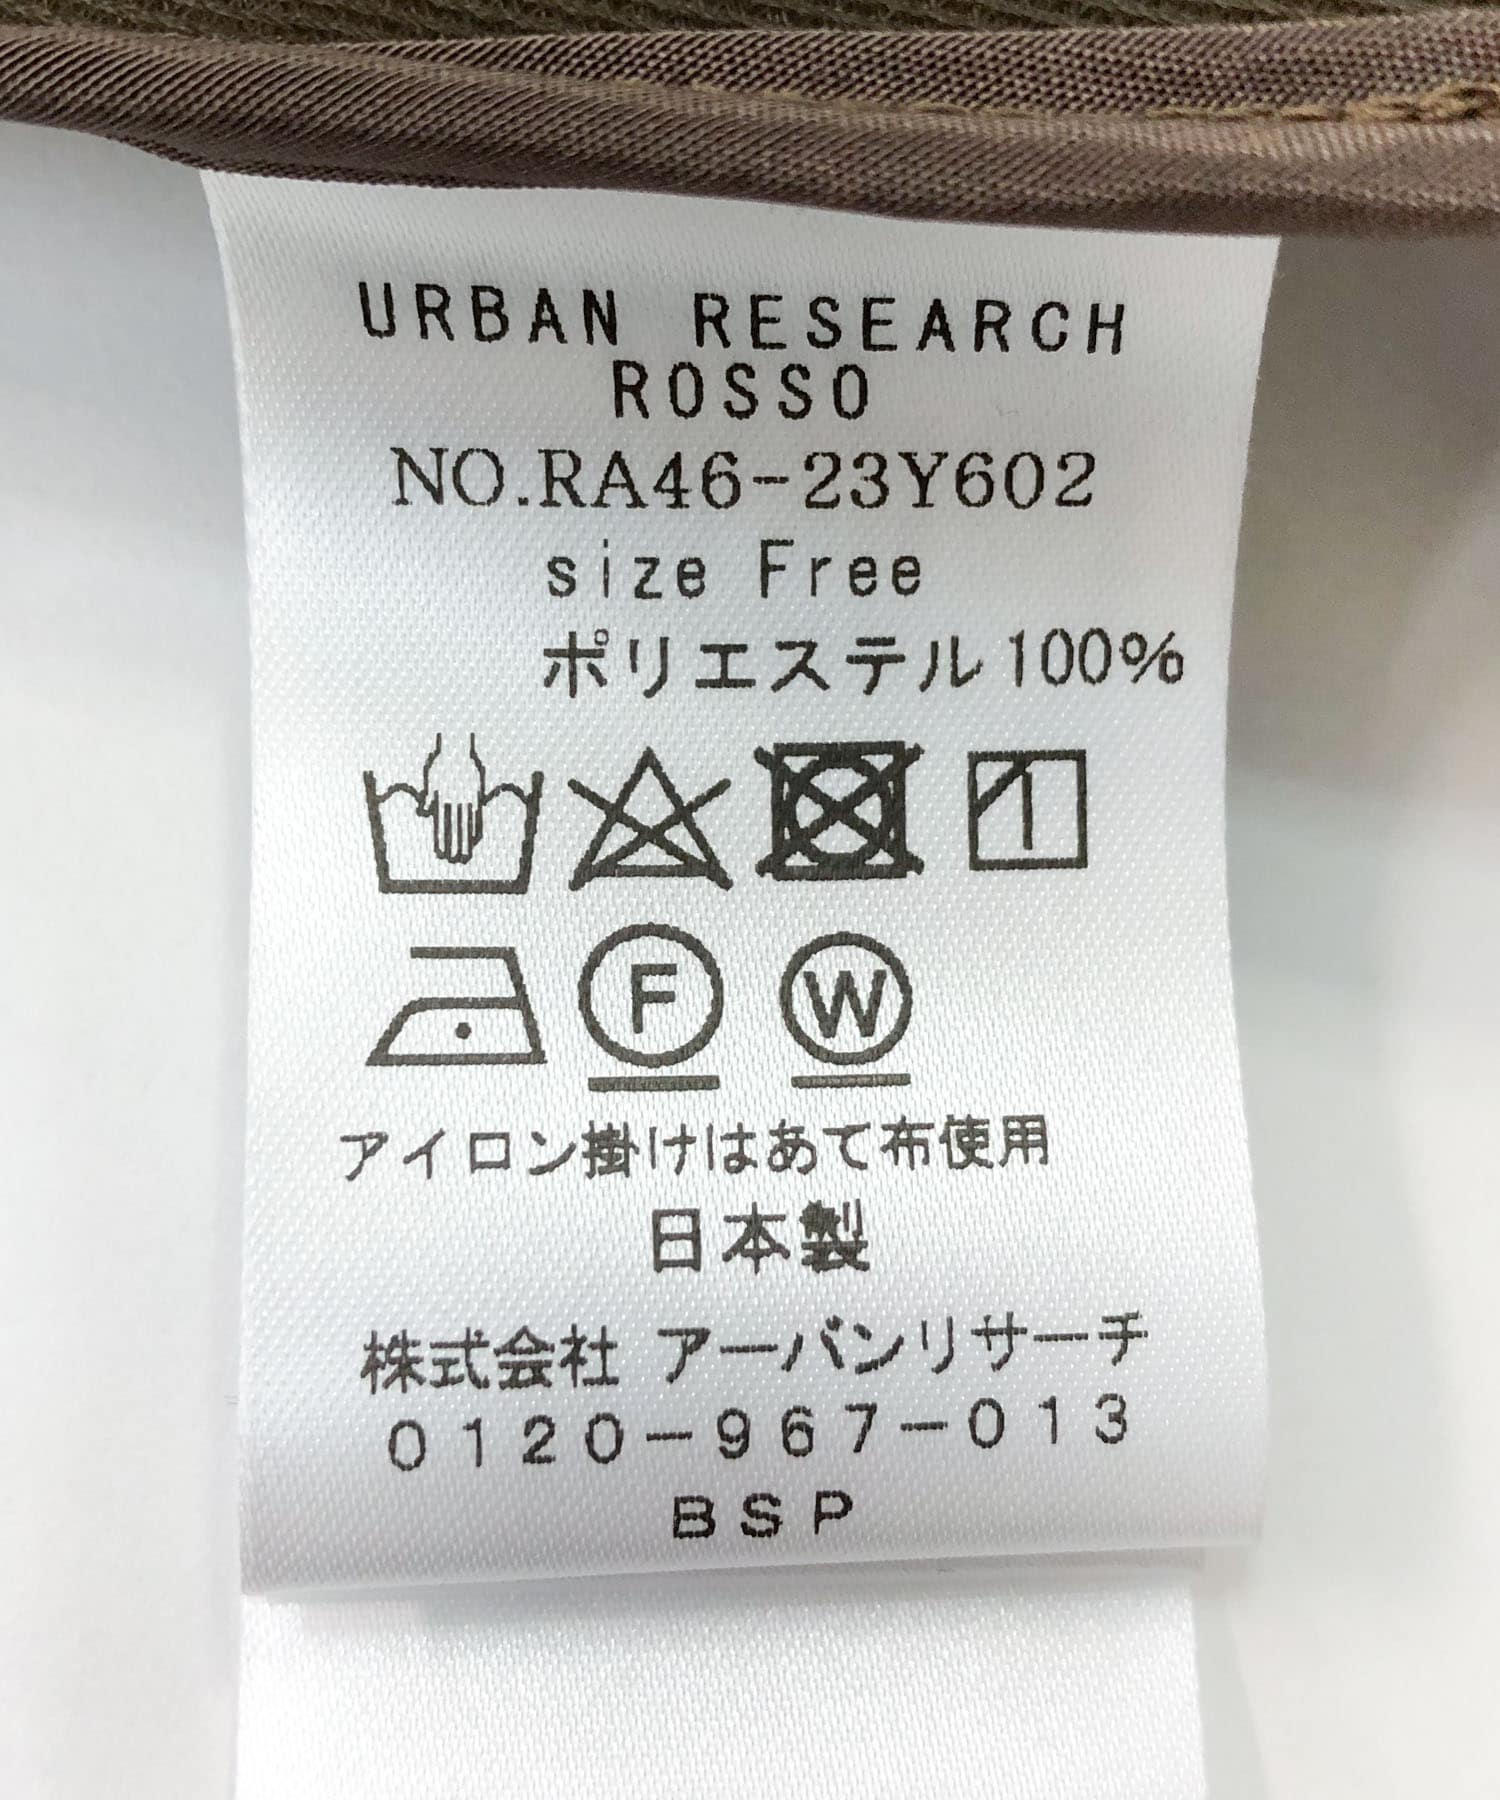 URBAN RESEARCH
ROSSO
NO.RA46-23Y602
size Free
ポリエステル100%
F W
アイロン掛けはあて布使用
日本製
株式会社 アーバンリサーチ
0120-967-013
BSP